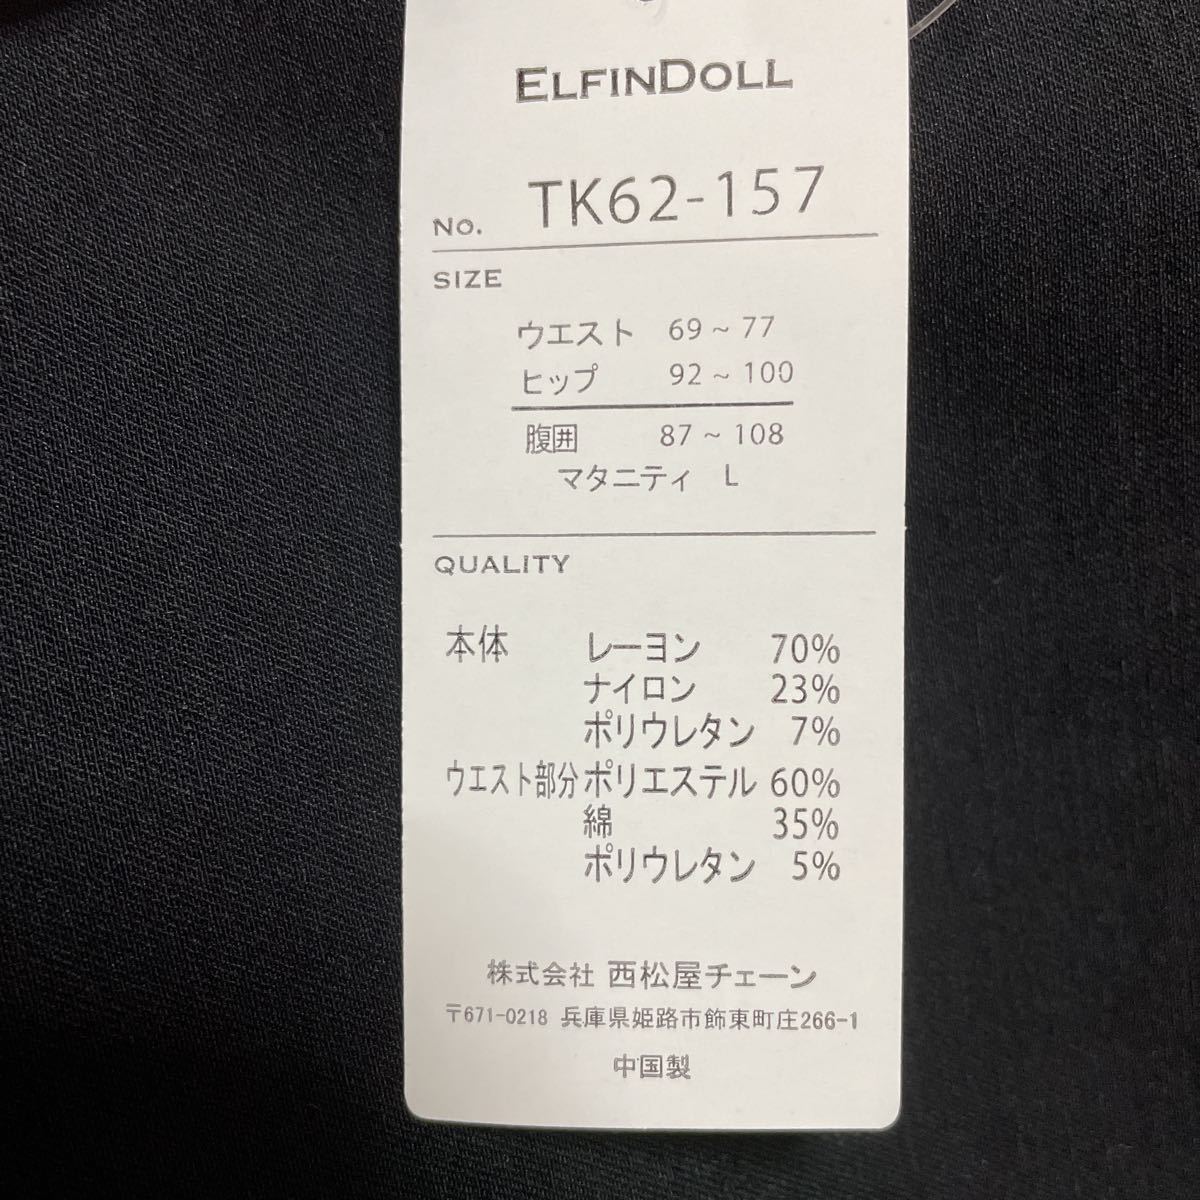 ELFINDOLL
No. TK62-157
SIZE
ウエスト 69~77
ヒップ 92~100
腹囲 87~108
マタニティ L
QUALITY
本体 レーヨン 70%
ナイロン 23%
ポリウレタン 7%
ウエスト部分 ポリエステル 60%
綿 35%
ポリウレタン 5%
株式会社 西松屋チェーン
〒671-0218 兵庫県姫路市飾東町庄266-1
中国製